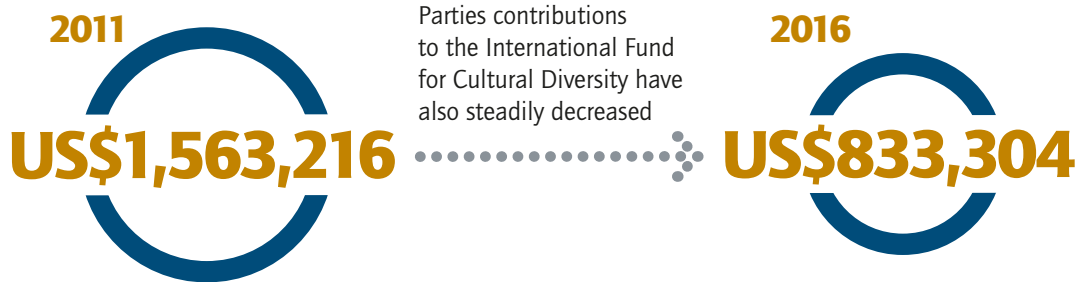 2011
US$1,563,216
Parties contributions
to the International Fund
for Cultural Diversity have
also steadily decreased
2016
US$833,304